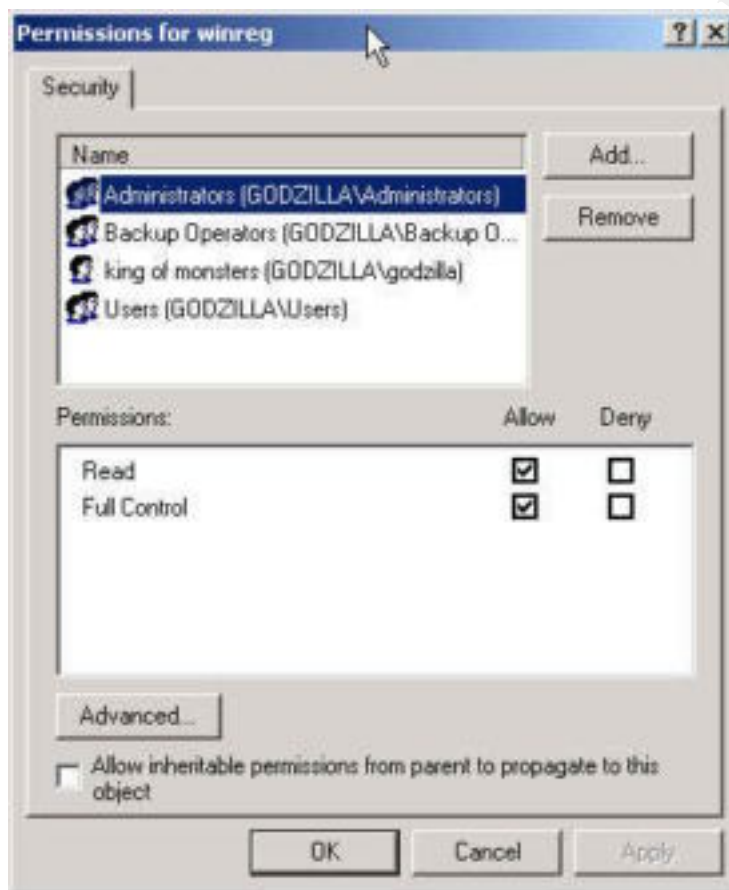 Permissions for winreg
Security
Name
Add...
Administrators (GODZILLA\Administrators)
Remove
Backup Operators (GODZILLA\Backup O...
king of monsters (GODZILLA\godzilla)
Users (GODZILLA\Users)
Permissions:
Allow
Deny
Read
Full Control
Advanced...
Allow inheritable permissions from parent to propagate to this
object
OK
Cancel
Apply